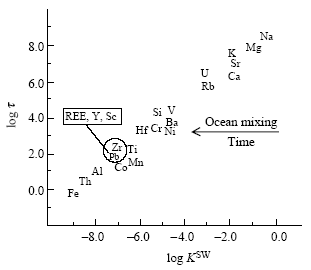 Na
8.0
Mg
K
Sr
U
Ca
6.0
Rb
log τ
Si V
REE, Y, Sc
4.0
Ba
Ocean mixing
Hf Cr Ni
Time
Zr Ti
2.0
Pb
Mn
Co
Al
Th
0.0
Fe
–8.0 –6.0 –4.0 –2.0 0.0
log K^SW